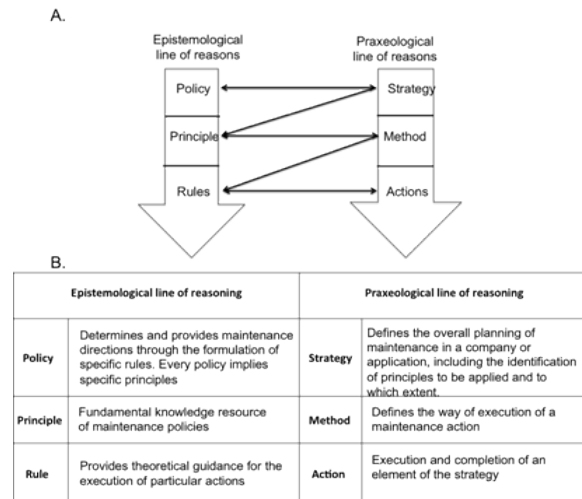 A.
Epistemological
line of reasons
Praxeological
line of reasons
Policy
Strategy
Principle
Method
Rules
Actions
B.
Epistemological line of reasoning
Praxeological line of reasoning
Policy
Determines and provides maintenance
directions through the formulation of
specific rules. Every policy implies
specific principles
Strategy
Defines the overall planning of
maintenance in a company or
application, including the identification
of principles to be applied and to
which extent.
Principle
Fundamental knowledge resource
of maintenance policies
Method
Defines the way of execution of a
maintenance action
Rule
Provides theoretical guidance for the
execution of particular actions
Action
Execution and completion of an
element of the strategy